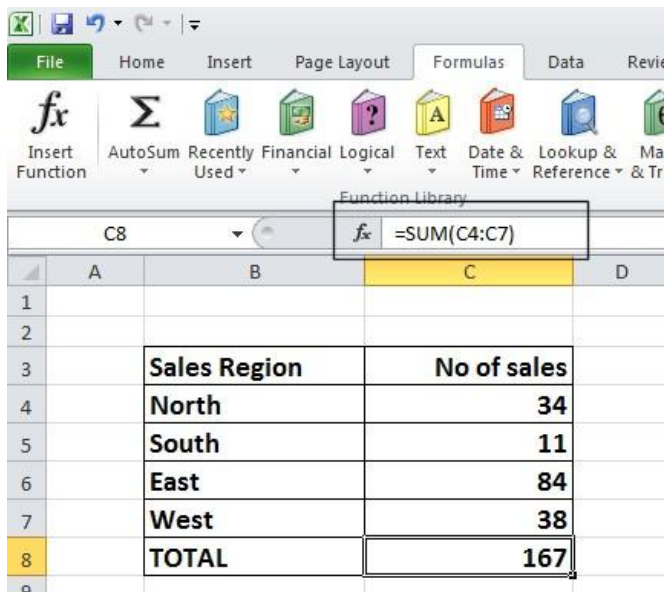 File Home Insert Page Layout Formulas Data
fx Σ ? A
Insert Function AutoSum Recently Used Financial Logical Text Date & Time Lookup & Reference
Function Library
C8 fx =SUM(C4:C7)
A B C D
1
2
3 Sales Region No of sales
4 North 34
5 South 11
6 East 84
7 West 38
8 TOTAL 167